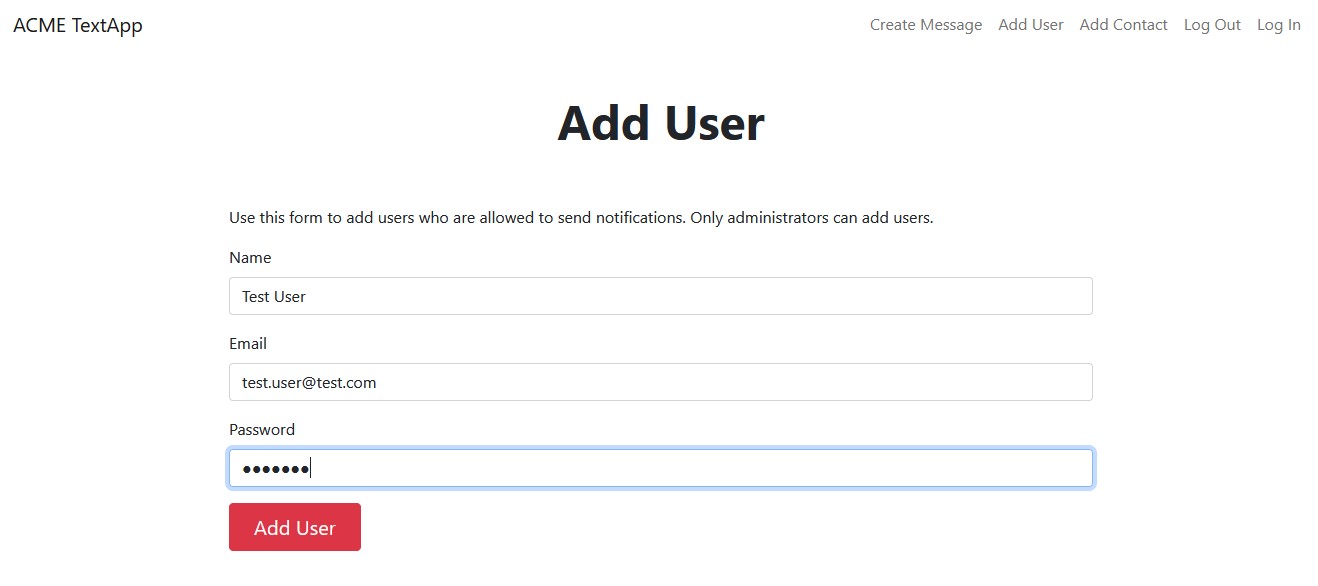 ACME TextApp
Create Message Add User Add Contact Log Out Log In
Add User
Use this form to add users who are allowed to send notifications. Only administrators can add users.
Name
Test User
Email
test.user@test.com
Password
•••••••
Add User